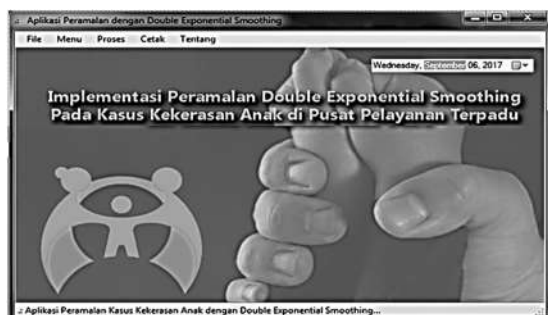 Aplikasi Peramalan dengan Double Exponential Smoothing
File Menu Proses Cetak Tentang
Wednesday, September 06, 2017
Implementasi Peramalan Double Exponential Smoothing
Pada Kasus Kekerasan Anak di Pusat Pelayanan Terpadu
Aplikasi Peramalan Kasus Kekerasan Anak dengan Double Exponential Smoothing...